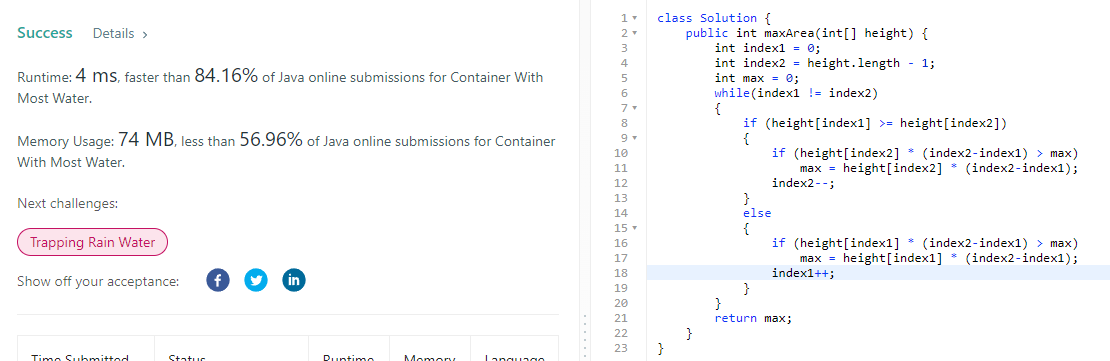 Success Details >
Runtime: 4 ms, faster than 84.16% of Java online submissions for Container With
Most Water.
Memory Usage: 74 MB, less than 56.96% of Java online submissions for Container
With Most Water.
Next challenges:
Trapping Rain Water
Show off your acceptance:
Time Submitted Status Runtime Memory Language
1 class Solution {
2 public int maxArea(int[] height) {
3 int index1 = 0;
4 int index2 = height.length - 1;
5 int max = 0;
6 while(index1 != index2)
7 {
8 if (height[index1] >= height[index2])
9 {
10 if (height[index2] * (index2-index1) > max)
11 max = height[index2] * (index2-index1);
12 index2--;
13 }
14 else
15 {
16 if (height[index1] * (index2-index1) > max)
17 max = height[index1] * (index2-index1);
18 index1++;
19 }
20 }
21 return max;
22 }
23 }